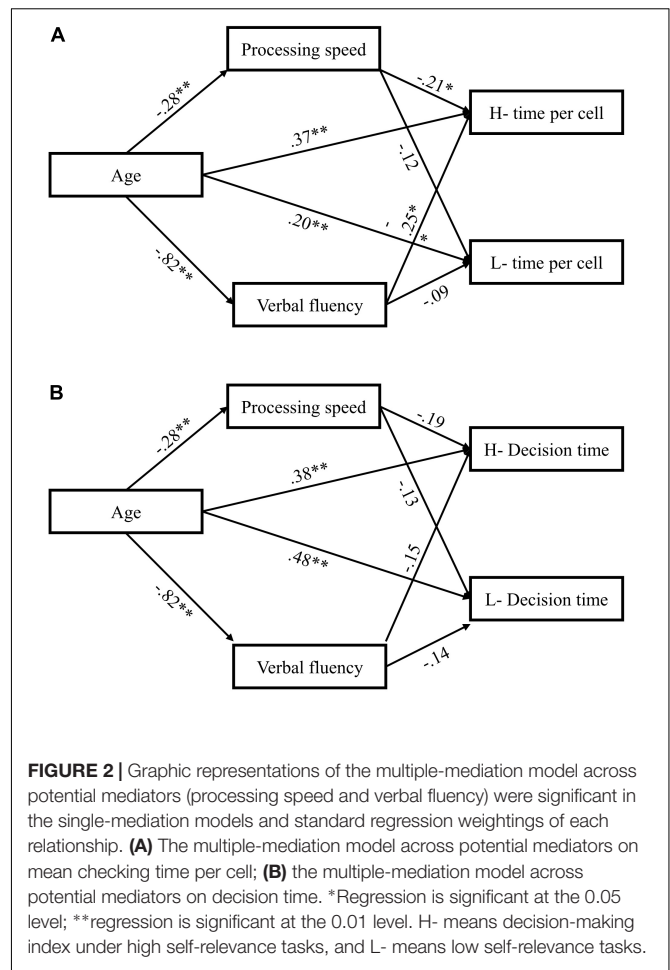 A
Processing speed
-.28**
-.21*
H- time per cell
.37**
Age
-.12
.20**
-
.25*
*
L- time per cell
-.82**
-.09
Verbal fluency
B
Processing speed
-.28**
-.19
H- Decision time
.38**
Age
-.13
.48**
-.15
L- Decision time
-.82**
Verbal fluency
-.14
FIGURE 2 | Graphic representations of the multiple-mediation model across
potential mediators (processing speed and verbal fluency) were significant in
the single-mediation models and standard regression weightings of each
relationship. (A) The multiple-mediation model across potential mediators on
mean checking time per cell; (B) the multiple-mediation model across
potential mediators on decision time. *Regression is significant at the 0.05
level; **regression is significant at the 0.01 level. H- means decision-making
index under high self-relevance tasks, and L- means low self-relevance tasks.